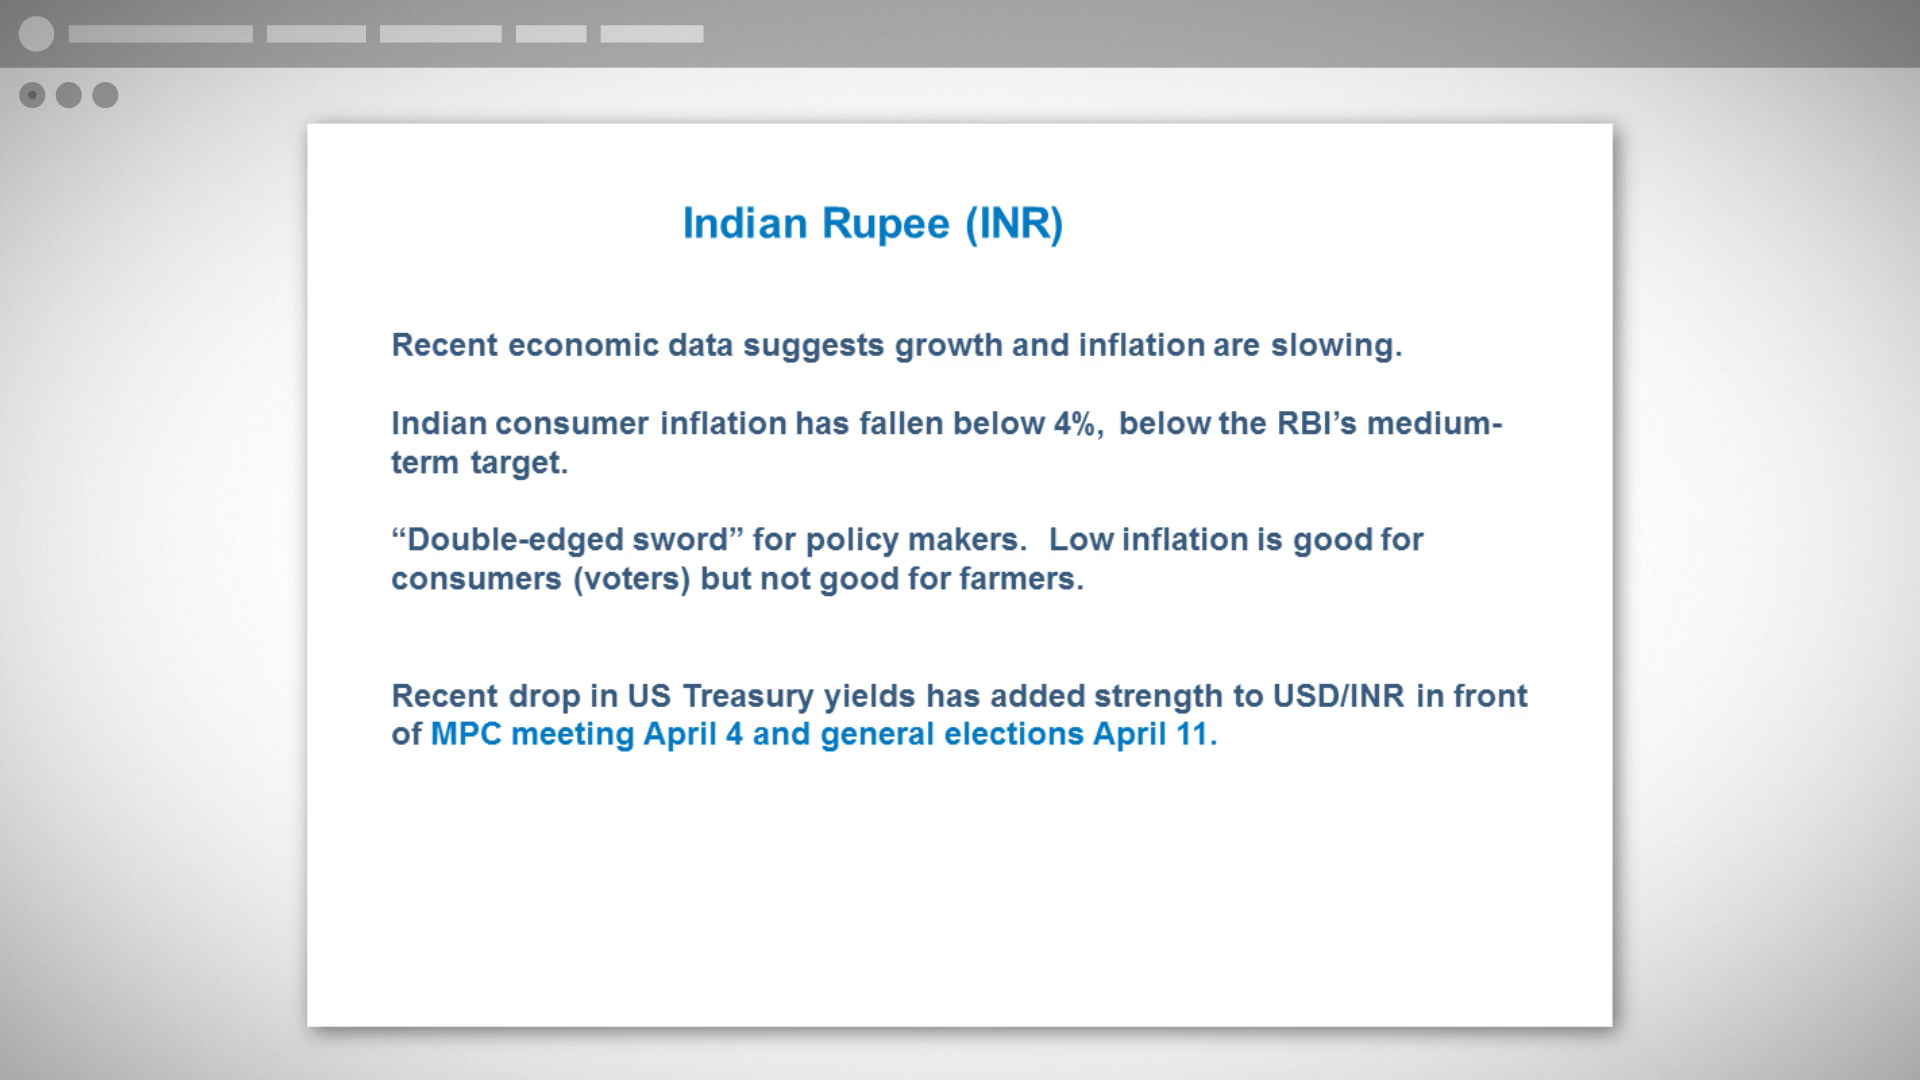 Indian Rupee (INR)
Recent economic data suggests growth and inflation are slowing.
Indian consumer inflation has fallen below 4%, below the RBI’s medium-
term target.
“Double-edged sword” for policy makers. Low inflation is good for
consumers (voters) but not good for farmers.
Recent drop in US Treasury yields has added strength to USD/INR in front
of MPC meeting April 4 and general elections April 11.